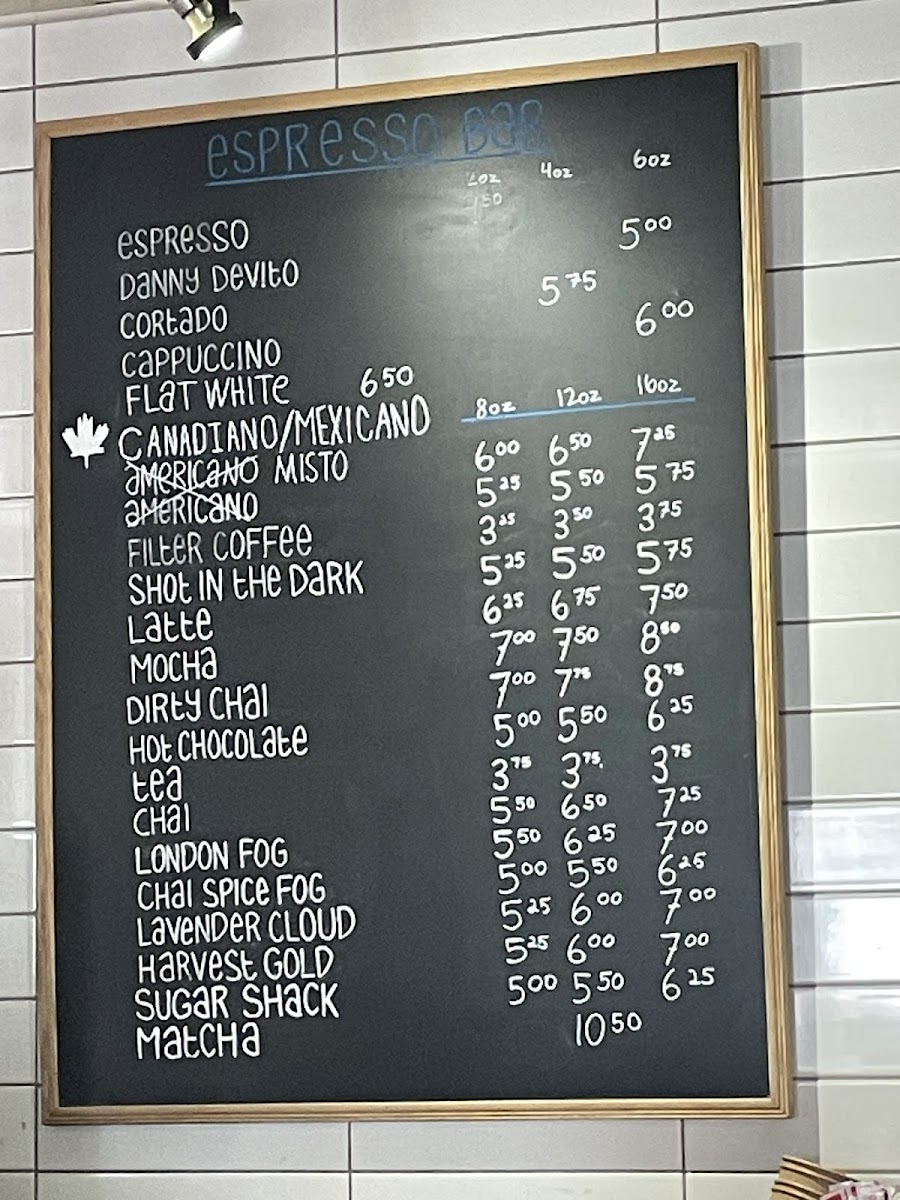 ESPRESSO BAR
2oz 4oz 6oz
ESPRESSO
DANNY DEVITO 5 00
CORTADO 5 75
CAPPUCCINO 6 00
FLAT WHITE 6 50
8oz 12oz 16oz
CANADIANO/MEXICANO
AMERICANO MISTO 6 00 6 50 7 25
AMERICANO 5 25 5 50 5 75
FILTER COFFEE 3 25 3 50 3 75
SHOT IN THE DARK 5 25 5 50 5 75
LATTE 6 25 6 75 7 50
MOCHA 7 00 7 50 8 50
DIRTY CHAI 7 00 7 75 8 75
HOT CHOCOLATE 5 00 5 50 6 25
TEA 3 75 3 75 3 75
CHAI 5 50 6 50 7 25
LONDON FOG 5 50 6 25 7 00
CHAI SPICE FOG 5 00 5 50 6 25
LAVENDER CLOUD 5 25 6 00 7 00
HARVEST GOLD 5 25 6 00 7 00
SUGAR SHACK 5 00 5 50 6 25
MATCHA 10 50